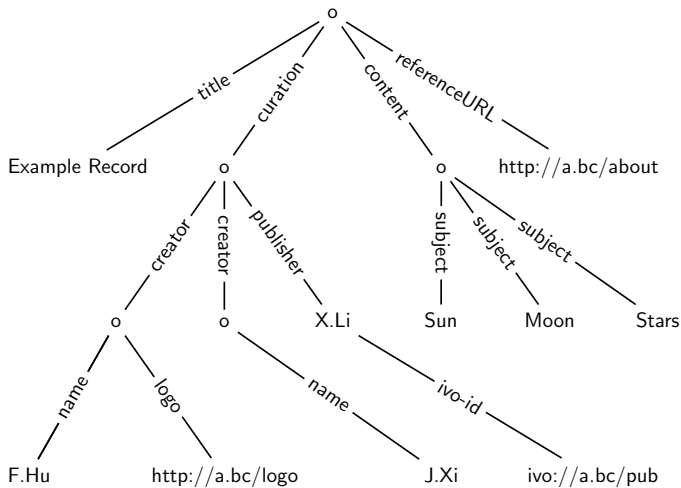 o
title
curation
content
referenceURL
Example Record
o
o
http://a.bc/about
creator
creator
publisher
subject
subject
subject
o
o
X.Li
Sun
Moon
Stars
name
logo
name
ivo-id
F.Hu
http://a.bc/logo
J.Xi
ivo://a.bc/pub